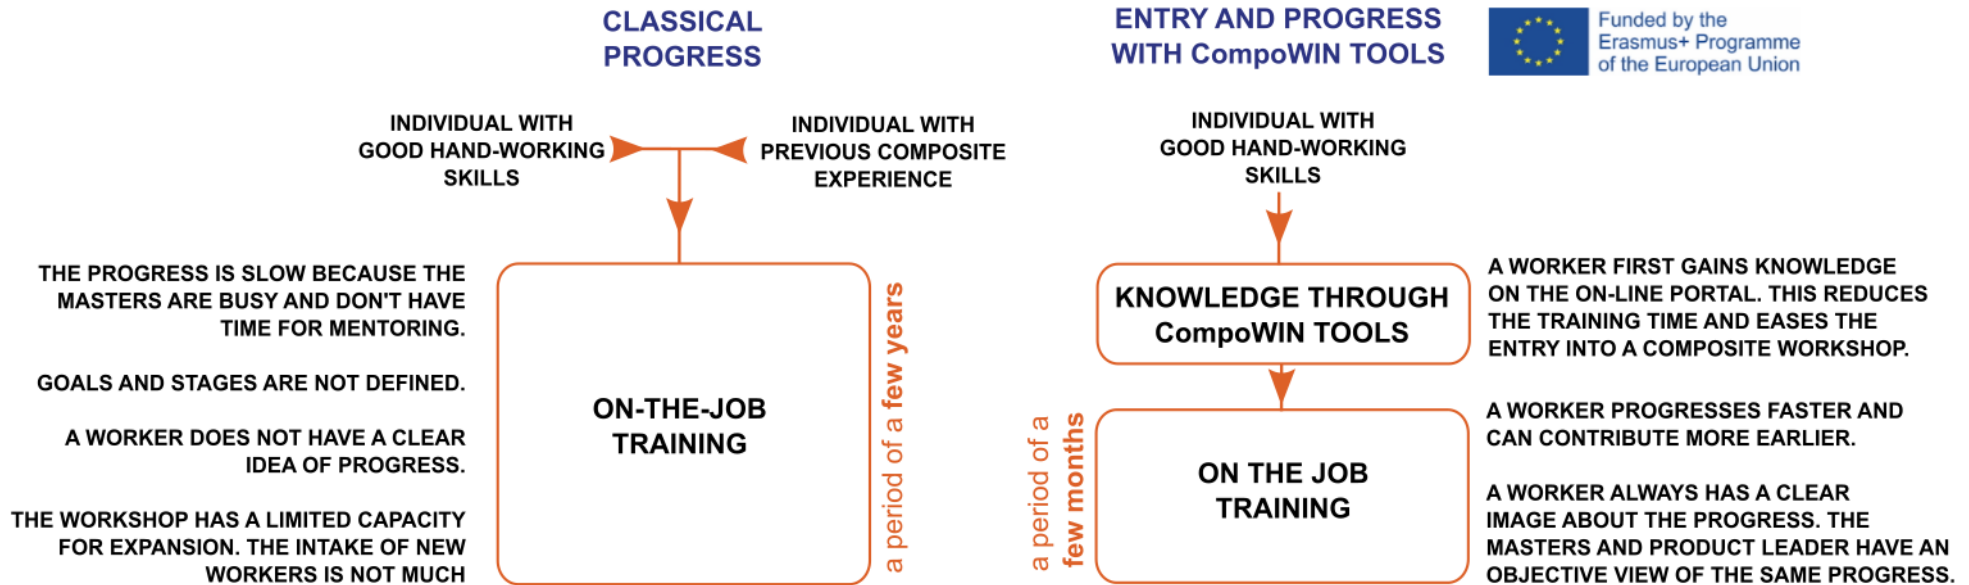 CLASSICAL
PROGRESS
INDIVIDUAL WITH
GOOD HAND-WORKING
SKILLS
INDIVIDUAL WITH
PREVIOUS COMPOSITE
EXPERIENCE
THE PROGRESS IS SLOW BECAUSE THE
MASTERS ARE BUSY AND DON'T HAVE
TIME FOR MENTORING.
GOALS AND STAGES ARE NOT DEFINED.
A WORKER DOES NOT HAVE A CLEAR
IDEA OF PROGRESS.
THE WORKSHOP HAS A LIMITED CAPACITY
FOR EXPANSION. THE INTAKE OF NEW
WORKERS IS NOT MUCH
ON-THE-JOB
TRAINING
a period of a few years
ENTRY AND PROGRESS
WITH CompoWIN TOOLS
Funded by the
Erasmus+ Programme
of the European Union
INDIVIDUAL WITH
GOOD HAND-WORKING
SKILLS
KNOWLEDGE THROUGH
CompoWIN TOOLS
A WORKER FIRST GAINS KNOWLEDGE
ON THE ON-LINE PORTAL. THIS REDUCES
THE TRAINING TIME AND EASES THE
ENTRY INTO A COMPOSITE WORKSHOP.
a period of a
few months
ON THE JOB
TRAINING
A WORKER PROGRESSES FASTER AND
CAN CONTRIBUTE MORE EARLIER.
A WORKER ALWAYS HAS A CLEAR
IMAGE ABOUT THE PROGRESS. THE
MASTERS AND PRODUCT LEADER HAVE AN
OBJECTIVE VIEW OF THE SAME PROGRESS.